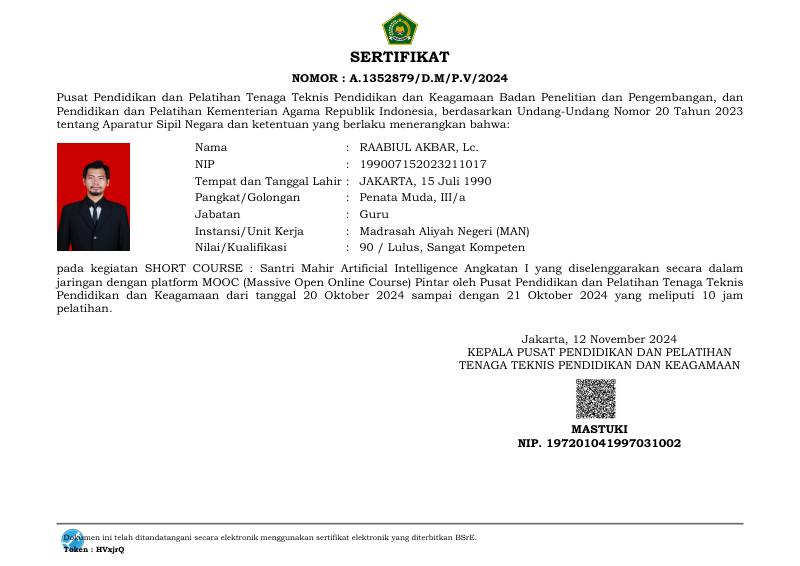 SERTIFIKAT
NOMOR : A.1352879/D.M/P.V/2024
Pusat Pendidikan dan Pelatihan Tenaga Teknis Pendidikan dan Keagamaan Badan Penelitian dan Pengembangan, dan
Pendidikan dan Pelatihan Kementerian Agama Republik Indonesia, berdasarkan Undang-Undang Nomor 20 Tahun 2023
tentang Aparatur Sipil Negara dan ketentuan yang berlaku menerangkan bahwa:
Nama : RAABIUL AKBAR, Lc.
NIP : 199007152023211017
Tempat dan Tanggal Lahir : JAKARTA, 15 Juli 1990
Pangkat/Golongan : Penata Muda, III/a
Jabatan : Guru
Instansi/Unit Kerja : Madrasah Aliyah Negeri (MAN)
Nilai/Kualifikasi : 90 / Lulus, Sangat Kompeten
pada kegiatan SHORT COURSE : Santri Mahir Artificial Intelligence Angkatan I yang diselenggarakan secara dalam
jaringan dengan platform MOOC (Massive Open Online Course) Pintar oleh Pusat Pendidikan dan Pelatihan Tenaga Teknis
Pendidikan dan Keagamaan dari tanggal 20 Oktober 2024 sampai dengan 21 Oktober 2024 yang meliputi 10 jam
pelatihan.
Jakarta, 12 November 2024
KEPALA PUSAT PENDIDIKAN DAN PELATIHAN
TENAGA TEKNIS PENDIDIKAN DAN KEAGAMAAN
MASTUKI
NIP. 197201041997031002
Dokumen ini telah ditandatangani secara elektronik menggunakan sertifikat elektronik yang diterbitkan BSrE.
Token : HVxjrQ